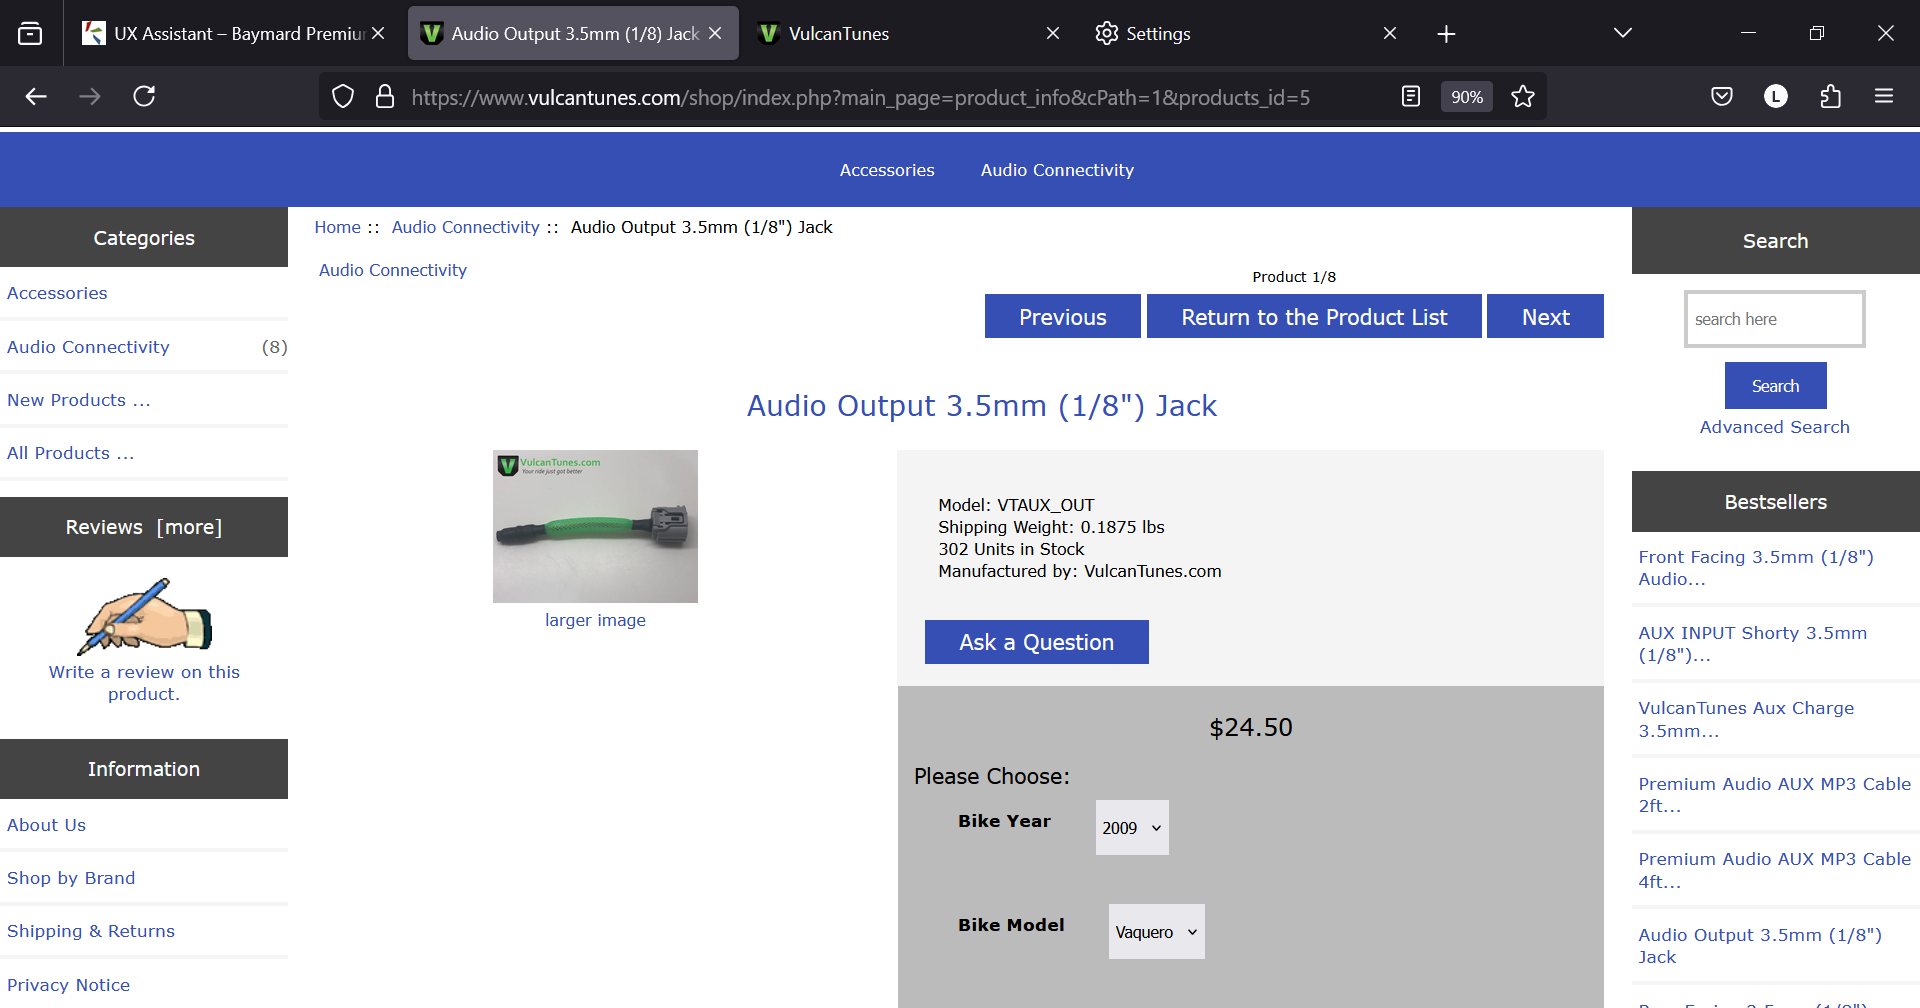 UX Assistant – Baymard Premiu
Audio Output 3.5mm (1/8) Jack
VulcanTunes
Settings
https://www.vulcantunes.com/shop/index.php?main_page=product_info&cPath=1&products_id=5
90%
L
Accessories
Audio Connectivity
Categories
Accessories
Audio Connectivity (8)
New Products ...
All Products ...
Reviews [more]
Write a review on this
product.
Information
About Us
Shop by Brand
Shipping & Returns
Privacy Notice
Home :: Audio Connectivity :: Audio Output 3.5mm (1/8") Jack
Audio Connectivity
Product 1/8
Previous
Return to the Product List
Next
Audio Output 3.5mm (1/8") Jack
VulcanTunes.com
Your ride just got better
larger image
Model: VTAUX_OUT
Shipping Weight: 0.1875 lbs
302 Units in Stock
Manufactured by: VulcanTunes.com
Ask a Question
$24.50
Please Choose:
Bike Year
2009
Bike Model
Vaquero
Search
search here
Search
Advanced Search
Bestsellers
Front Facing 3.5mm (1/8")
Audio...
AUX INPUT Shorty 3.5mm
(1/8")...
VulcanTunes Aux Charge
3.5mm...
Premium Audio AUX MP3 Cable
2ft...
Premium Audio AUX MP3 Cable
4ft...
Audio Output 3.5mm (1/8")
Jack